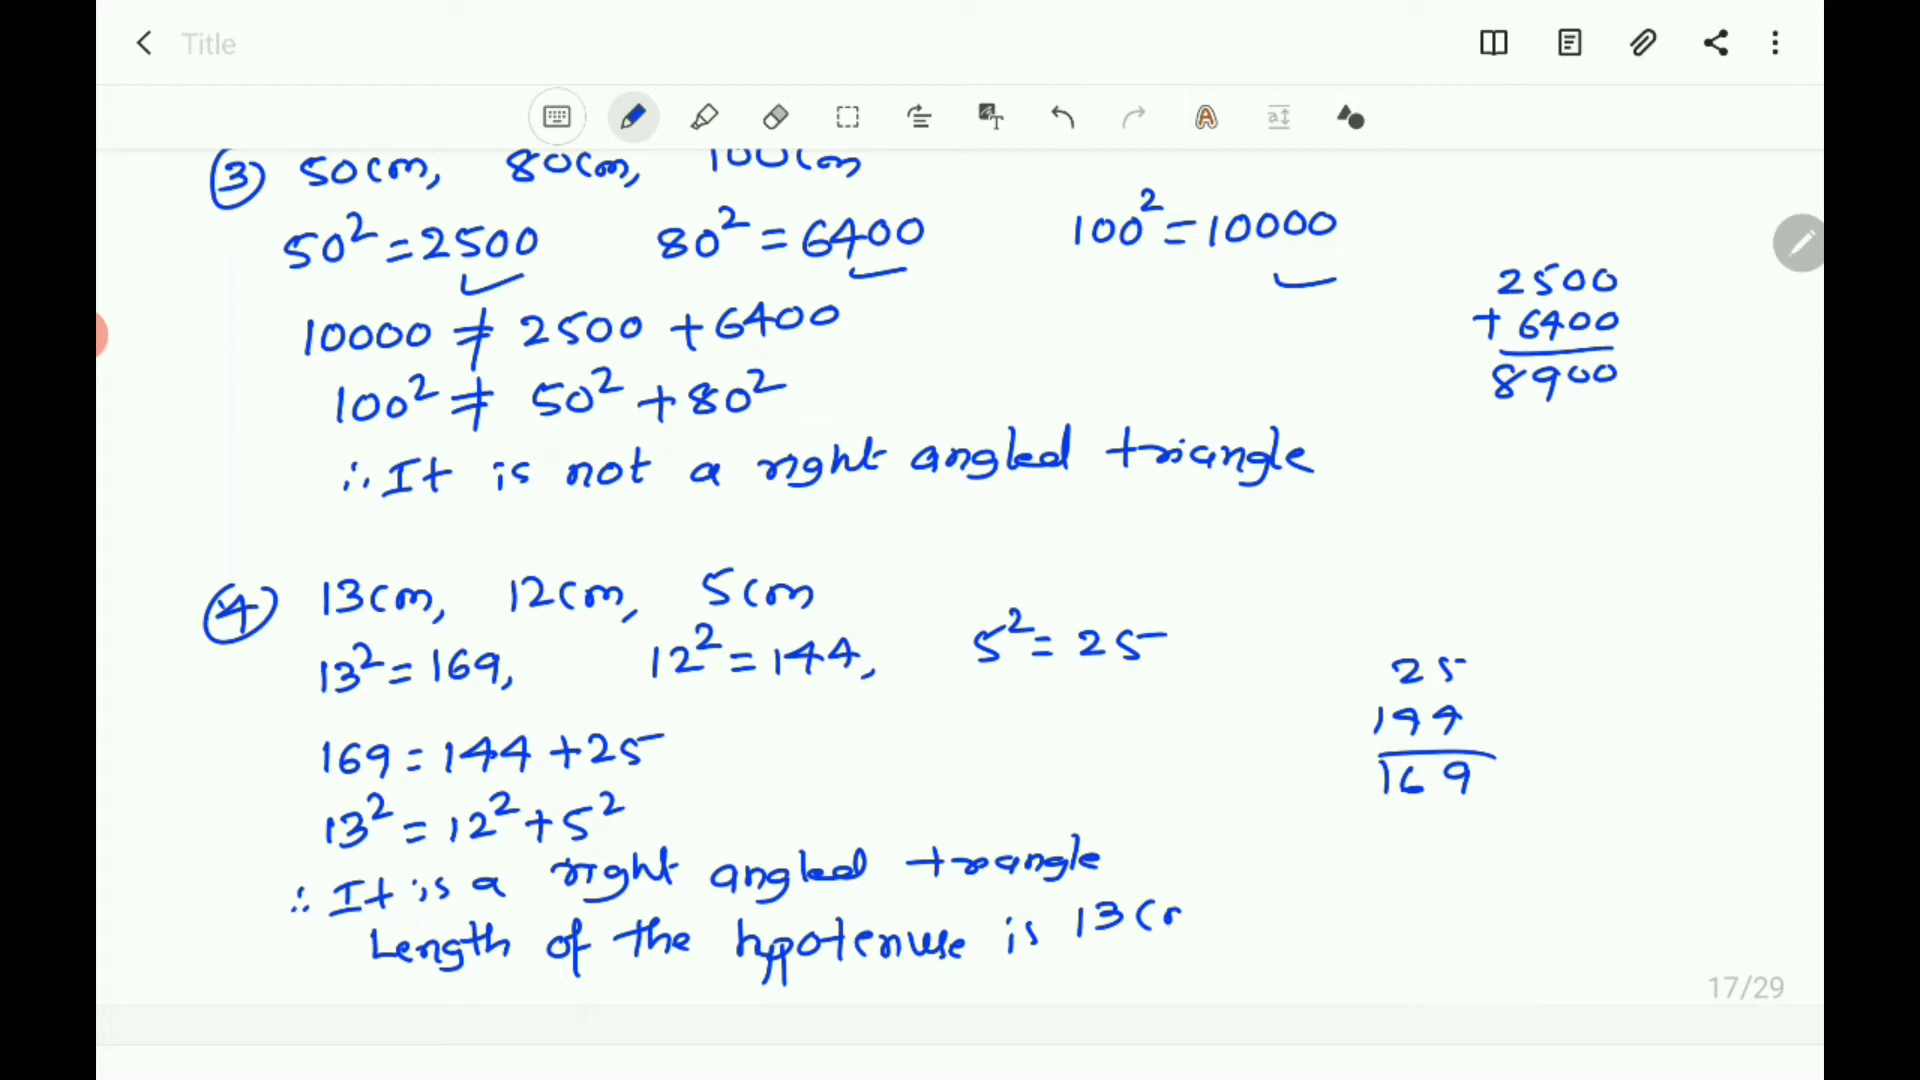 Title
③ 50cm, 80cm, 100cm
50² = 2500 80² = 6400 100² = 10000
10000 ≠ 2500 + 6400
100² ≠ 50² + 80²
∴ It is not a right angled triangle
2500
+ 6400
8900
④ 13cm, 12cm, 5cm
13² = 169, 12² = 144, 5² = 25
169 = 144 + 25
13² = 12² + 5²
∴ It is a right angled triangle
Length of the hypotenuse is 13c
25
144
169
17/29